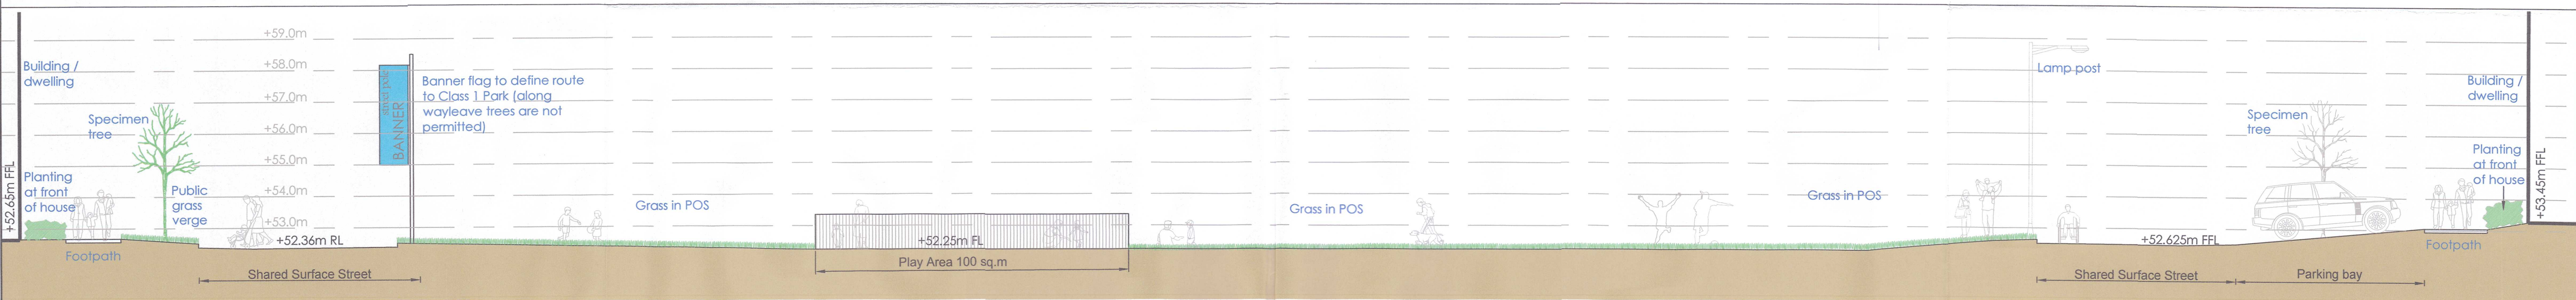 +52.65m FFL
Building /
dwelling
Specimen
tree
Planting
at front
of house
Public
grass
verge
Footpath
+59.0m
+58.0m
+57.0m
+56.0m
+55.0m
+54.0m
+53.0m
+52.36m RL
Shared Surface Street
BANNER
Banner flag to define route
to Class 1 Park (along
wayleave trees are not
permitted)
Grass in POS
+52.25m FL
Play Area 100 sq.m
Grass in POS
Grass in POS
Lamp post
+52.625m FFL
Shared Surface Street
Parking bay
Specimen
tree
Building /
dwelling
Planting
at front
of house
Footpath
+53.45m FFL